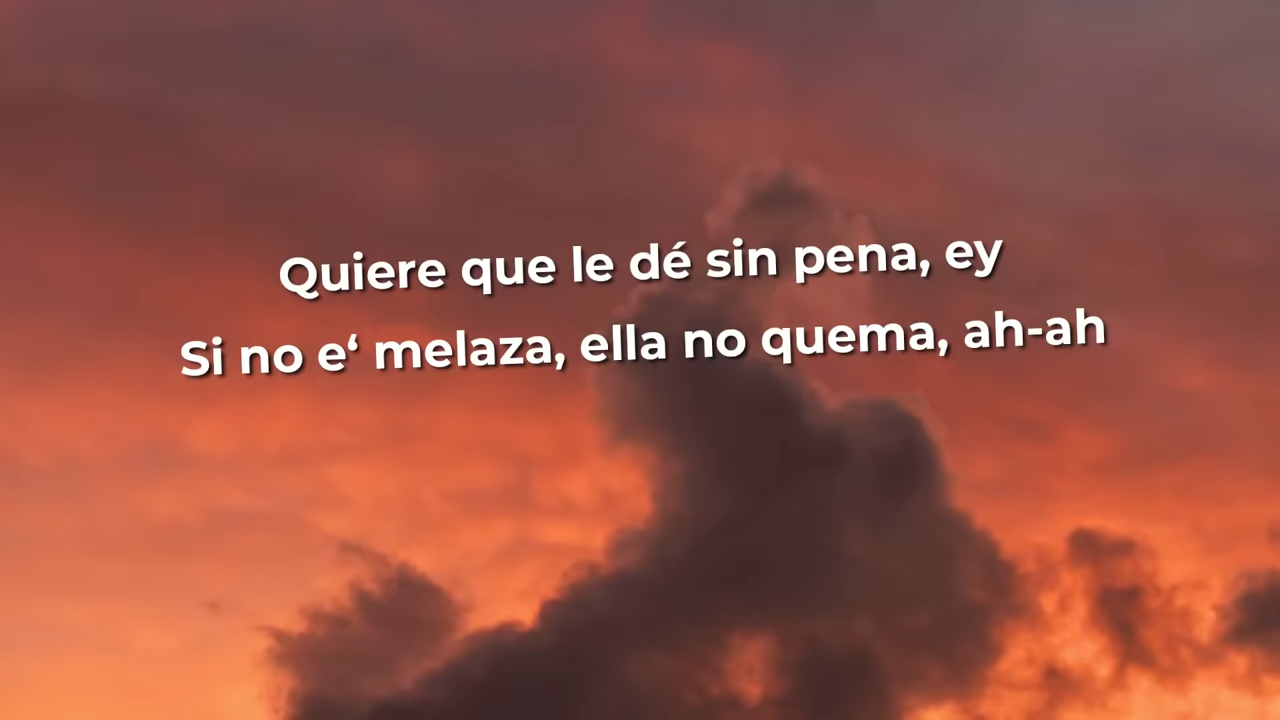 Quiere que le dé sin pena, ey
Si no e‘ melaza, ella no quema, ah-ah